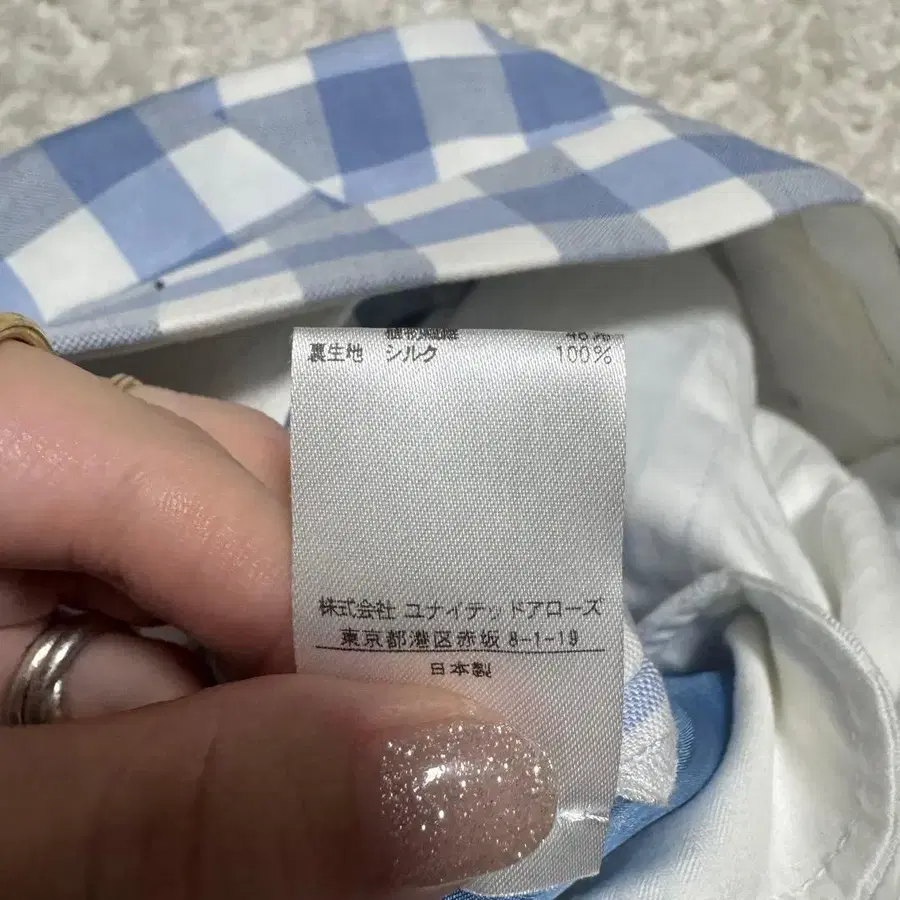 裏生地 シルク 100%
株式会社 ユナイテッドアローズ
東京都港区赤坂8-1-19
日本製